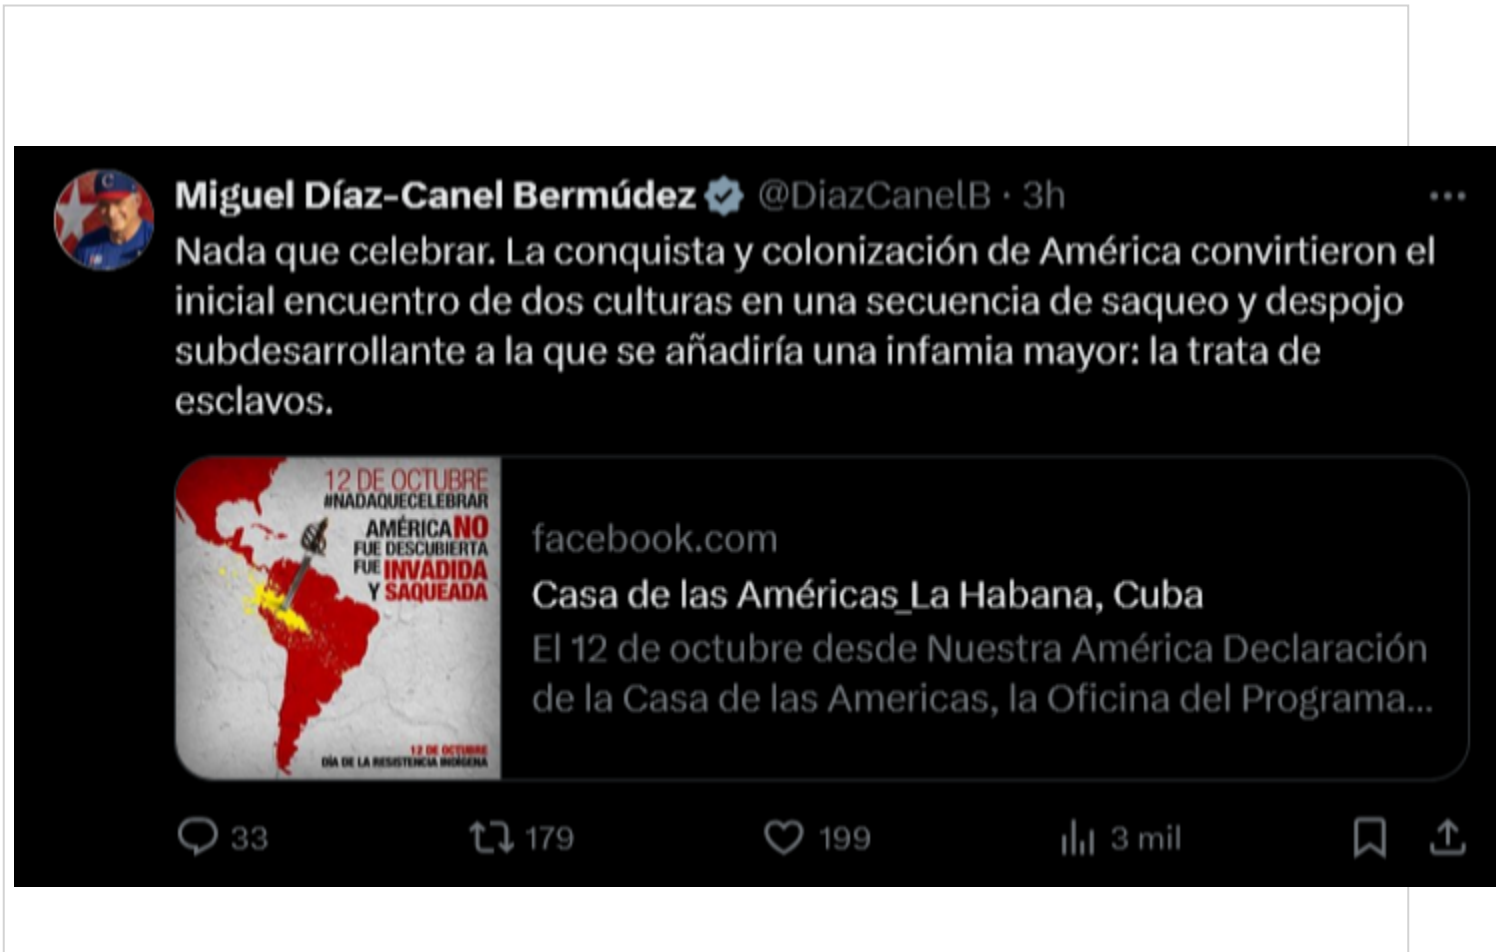 Miguel Díaz-Canel Bermúdez @DiazCanelB · 3h
Nada que celebrar. La conquista y colonización de América convirtieron el
inicial encuentro de dos culturas en una secuencia de saqueo y despojo
subdesarrollante a la que se añadiría una infamia mayor: la trata de
esclavos.
12 DE OCTUBRE
#NADAQUECELEBRAR
AMÉRICA NO
FUE DESCUBIERTA
FUE INVADIDA
Y SAQUEADA
12 DE OCTUBRE
DÍA DE LA RESISTENCIA INDÍGENA
facebook.com
Casa de las Américas_La Habana, Cuba
El 12 de octubre desde Nuestra América Declaración
de la Casa de las Americas, la Oficina del Programa...
33 179 199 3 mil